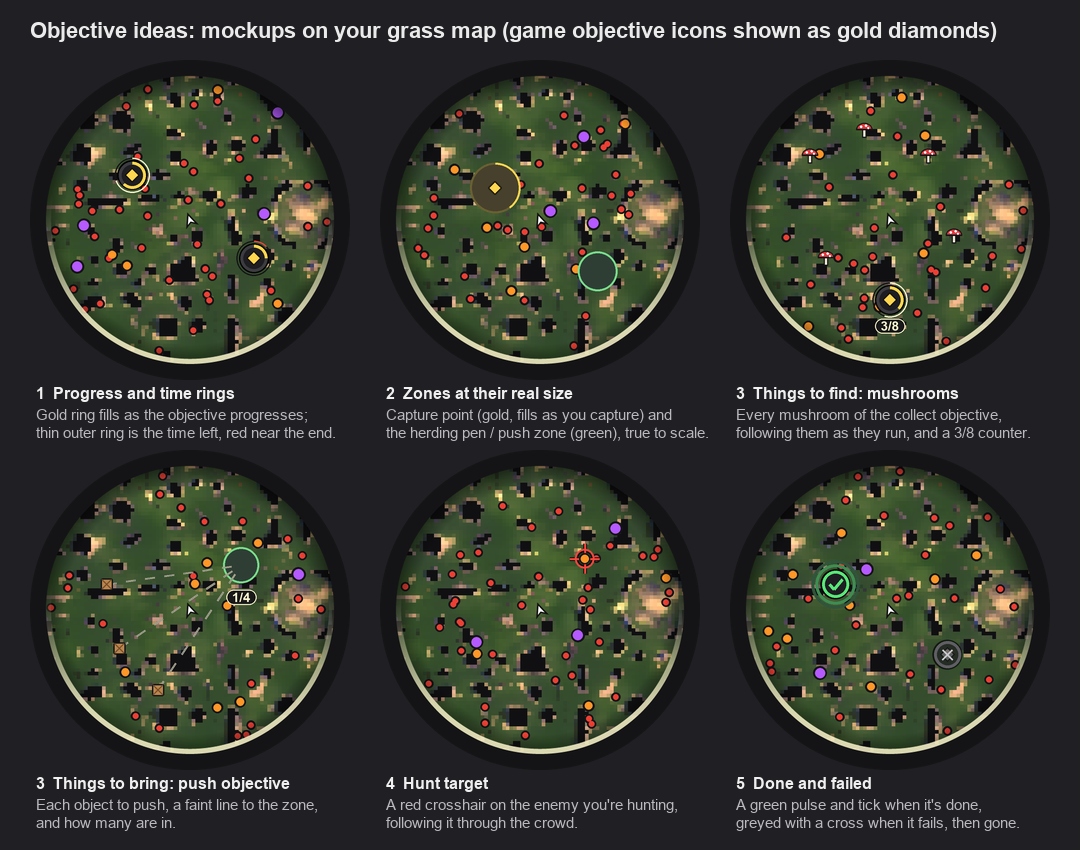 Objective ideas: mockups on your grass map (game objective icons shown as gold diamonds)
3/8
1 Progress and time rings
Gold ring fills as the objective progresses;
thin outer ring is the time left, red near the end.
2 Zones at their real size
Capture point (gold, fills as you capture) and
the herding pen / push zone (green), true to scale.
3 Things to find: mushrooms
Every mushroom of the collect objective,
following them as they run, and a 3/8 counter.
1/4
3 Things to bring: push objective
Each object to push, a faint line to the zone,
and how many are in.
4 Hunt target
A red crosshair on the enemy you're hunting,
following it through the crowd.
5 Done and failed
A green pulse and tick when it's done,
greyed with a cross when it fails, then gone.